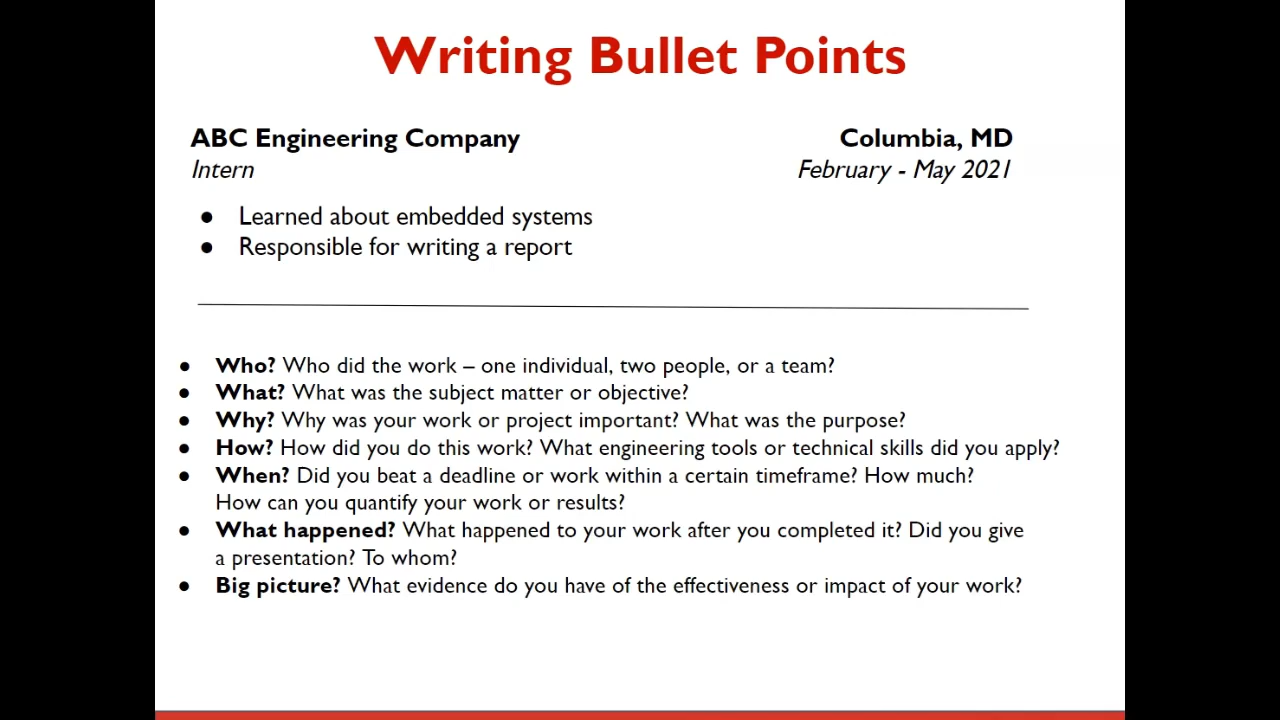 Writing Bullet Points
ABC Engineering Company Columbia, MD
Intern February - May 2021
● Learned about embedded systems
● Responsible for writing a report
● Who? Who did the work – one individual, two people, or a team?
● What? What was the subject matter or objective?
● Why? Why was your work or project important? What was the purpose?
● How? How did you do this work? What engineering tools or technical skills did you apply?
● When? Did you beat a deadline or work within a certain timeframe? How much?
How can you quantify your work or results?
● What happened? What happened to your work after you completed it? Did you give
a presentation? To whom?
● Big picture? What evidence do you have of the effectiveness or impact of your work?